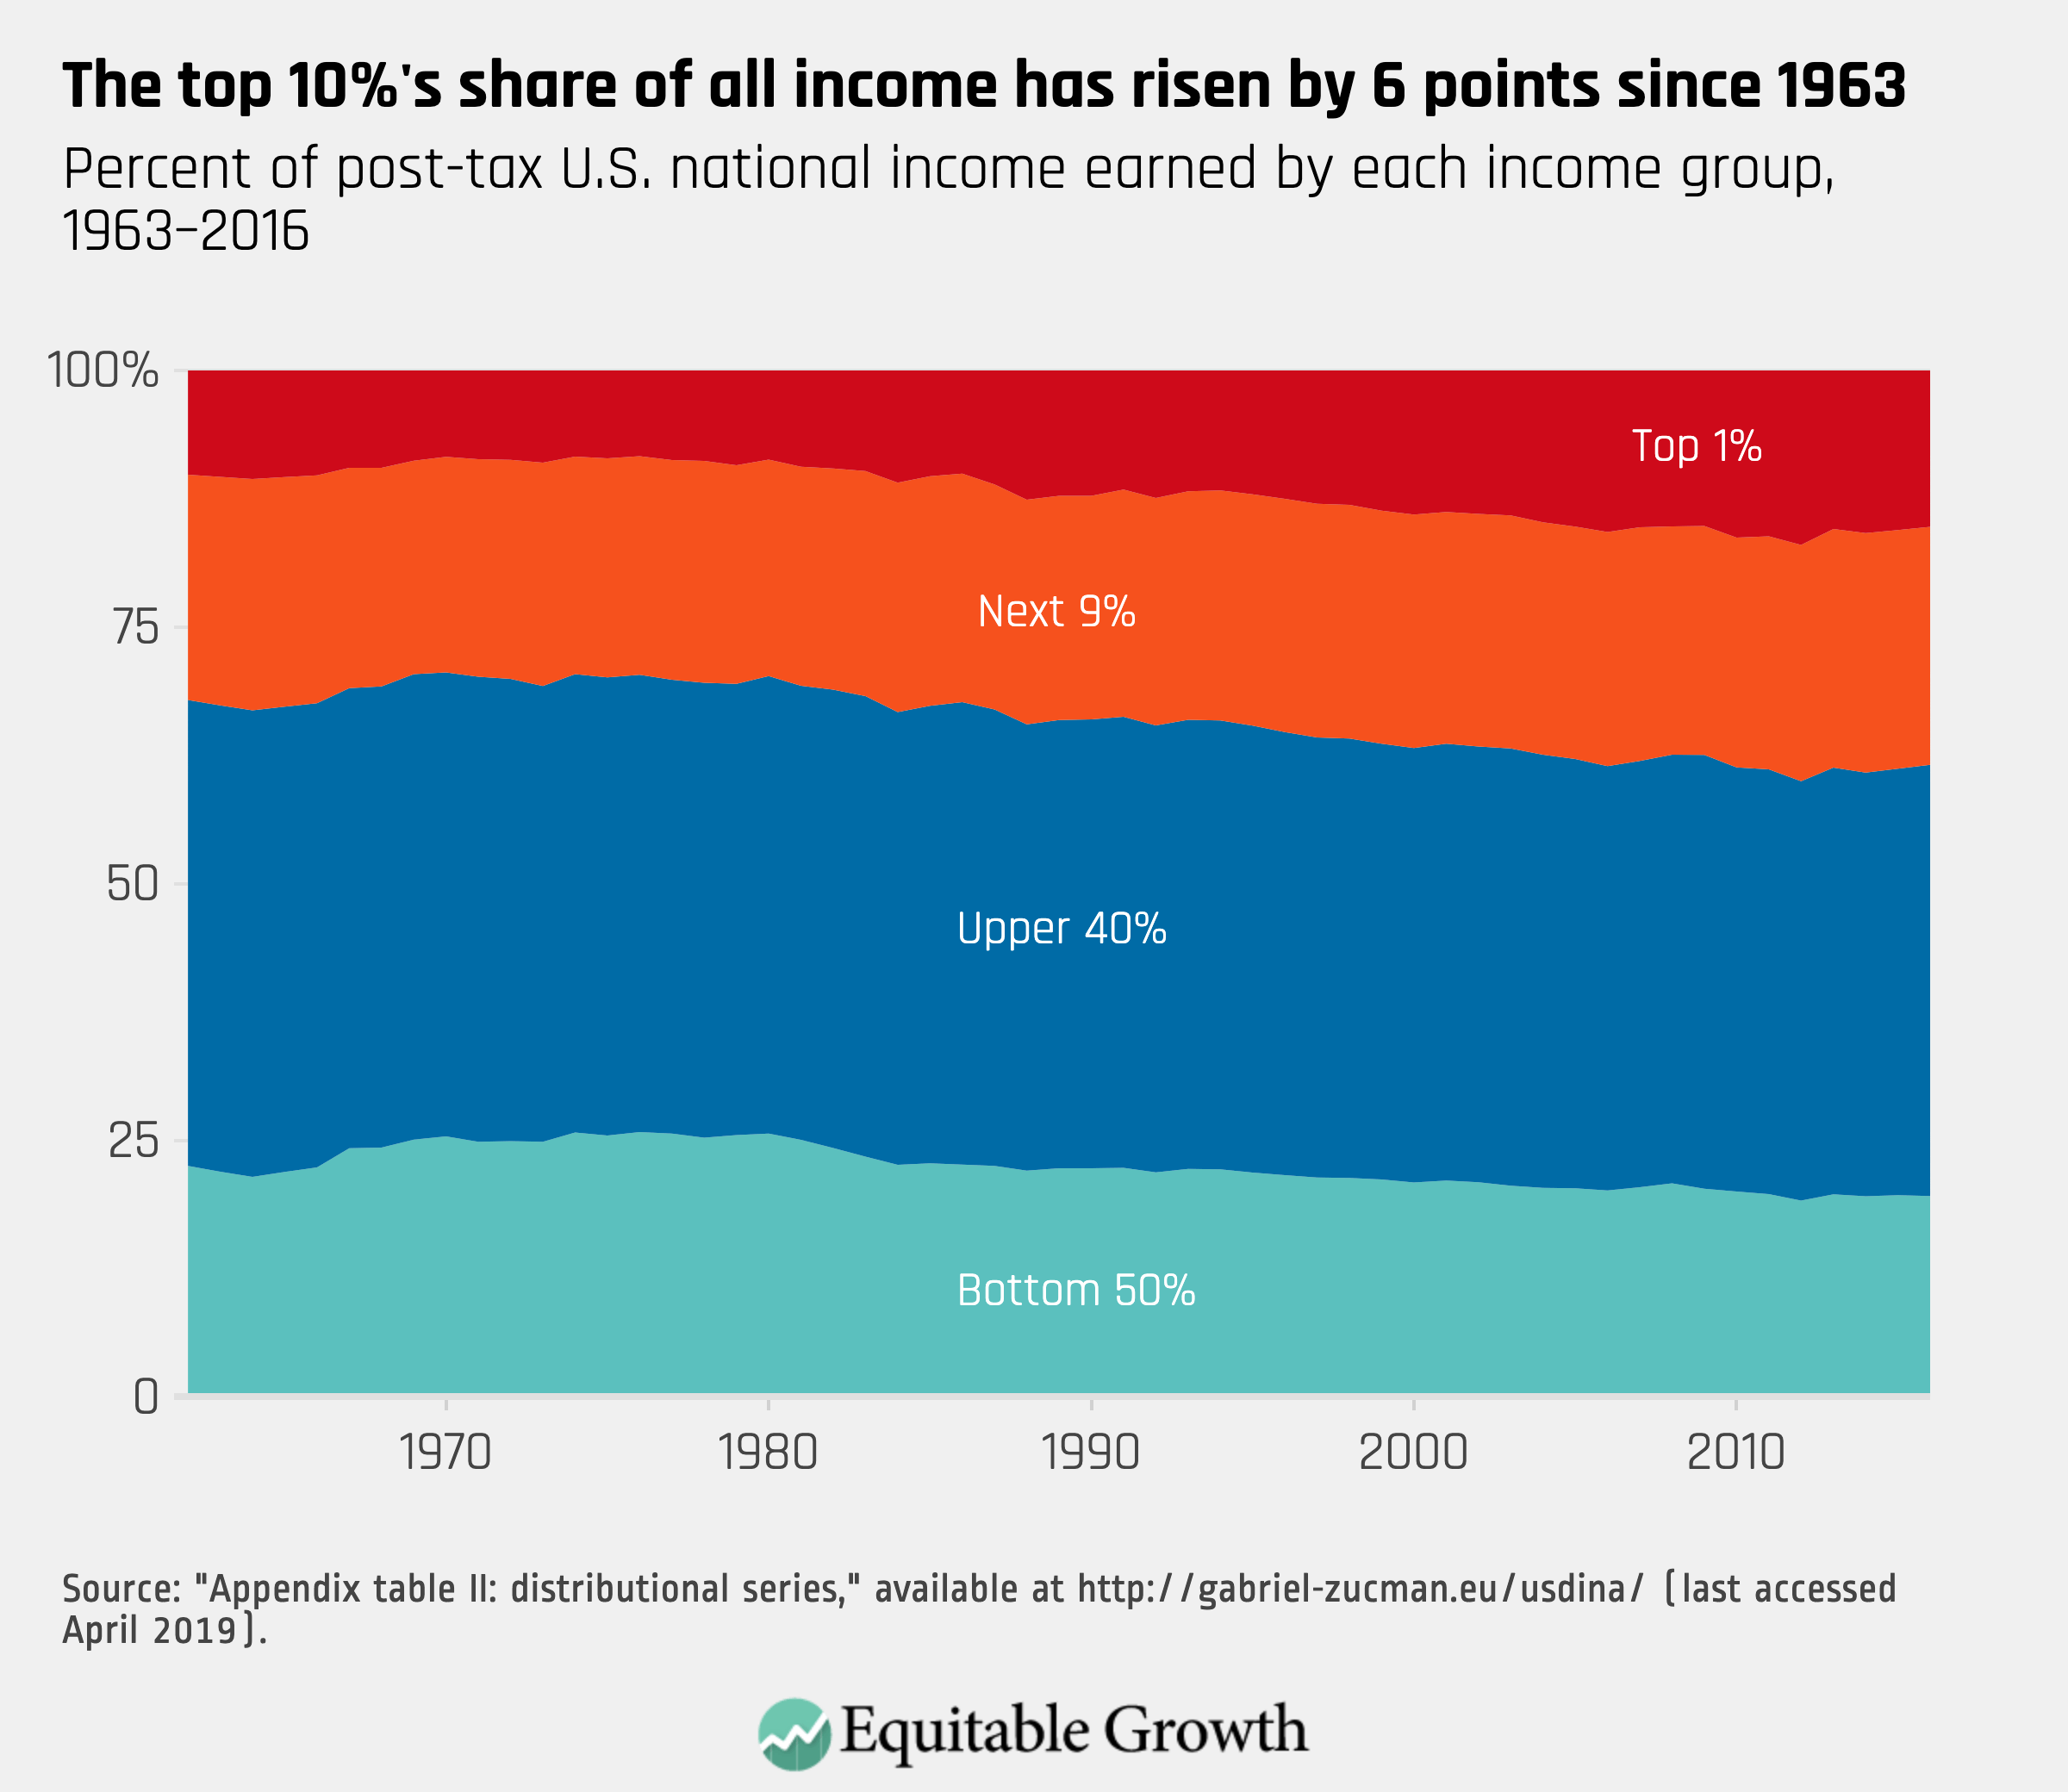 The top 10%'s share of all income has risen by 6 points since 1963
Percent of post-tax U.S. national income earned by each income group,
1963–2016
100%
Top 1%
Next 9%
75
50
Upper 40%
25
Bottom 50%
0
1970 1980 1990 2000 2010
Source: "Appendix table II: distributional series," available at http://gabriel-zucman.eu/usdina/ (last accessed
April 2019).
Equitable Growth